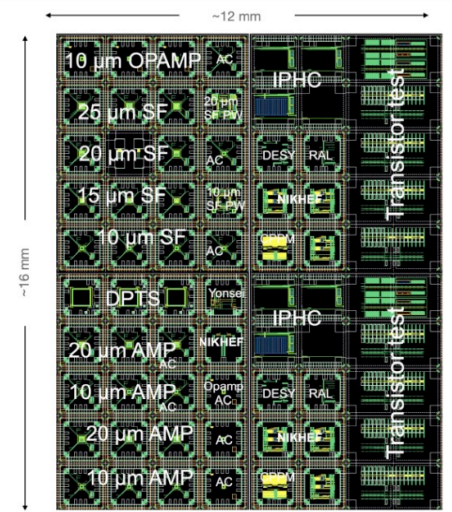 ~12 mm
~16 mm
10 µm OPAMP AC
IPHC
Transistor test
25 µm SF 20 µm SF PW
20 µm SF AC
DESY RAL
15 µm SF 10 µm SF PW
NIKHEF
10 µm SF AC
CPPM
DPTS Yonsei
IPHC
Transistor test
20 µm AMP AC NIKHEF
10 µm AMP AC Opamp AC
DESY RAL
20 µm AMP AC
NIKHEF
10 µm AMP AC
CPPM